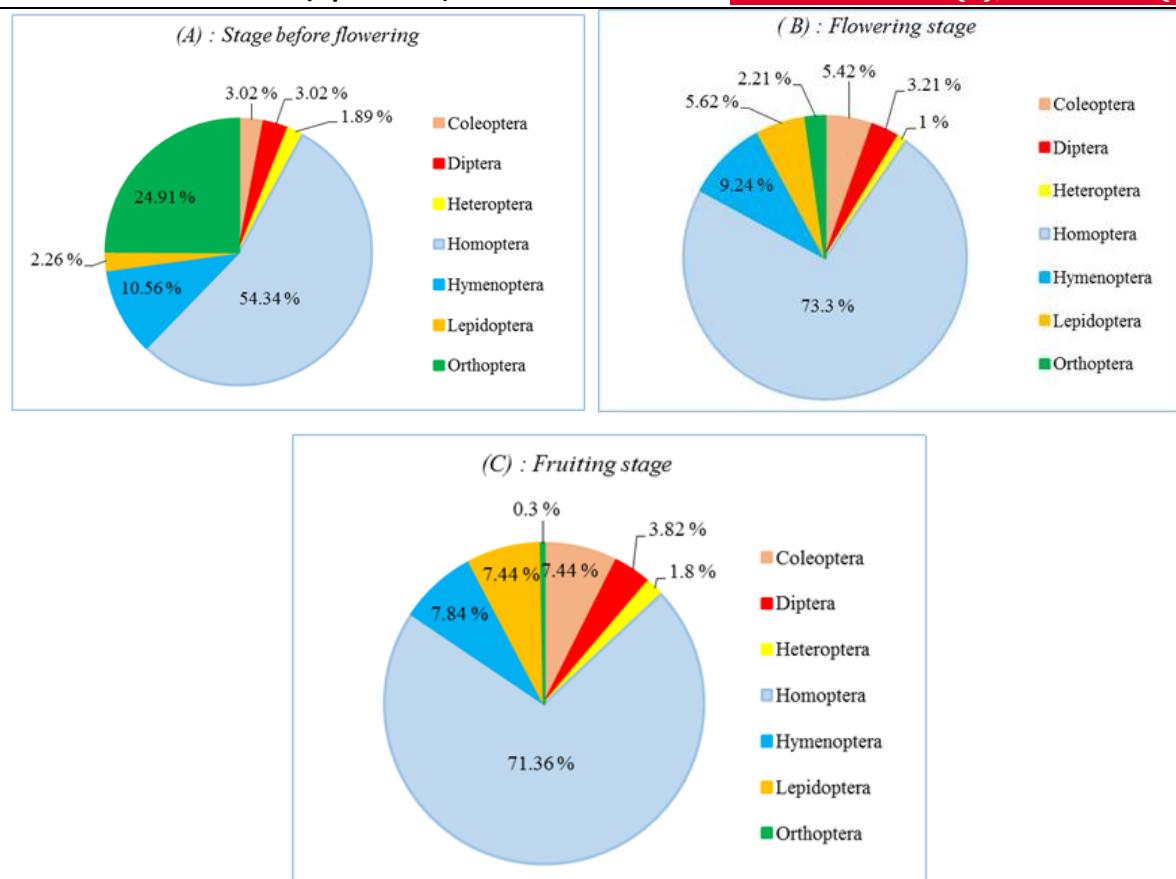 (A) : Stage before flowering
3.02 %
3.02 %
1.89 %
24.91 %
2.26 %
10.56 %
54.34 %
Coleoptera
Diptera
Heteroptera
Homoptera
Hymenoptera
Lepidoptera
Orthoptera
( B) : Flowering stage
5.42 %
2.21 %
3.21 %
5.62 %
1 %
9.24 %
73.3 %
Coleoptera
Diptera
Heteroptera
Homoptera
Hymenoptera
Lepidoptera
Orthoptera
(C) : Fruiting stage
0.3 %
3.82 %
7.44 %
7.44 %
1.8 %
7.84 %
71.36 %
Coleoptera
Diptera
Heteroptera
Homoptera
Hymenoptera
Lepidoptera
Orthoptera